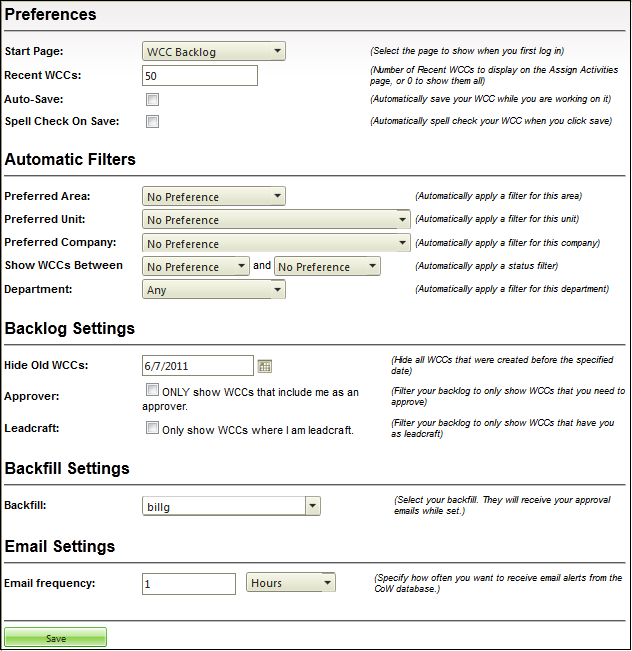 Preferences
Start Page: WCC Backlog (Select the page to show when you first log in)
Recent WCCs: 50 (Number of Recent WCCs to display on the Assign Activities
page, or 0 to show them all)
Auto-Save: (Automatically save your WCC while you are working on it)
Spell Check On Save: (Automatically spell check your WCC when you click save)
Automatic Filters
Preferred Area: No Preference (Automatically apply a filter for this area)
Preferred Unit: No Preference (Automatically apply a filter for this unit)
Preferred Company: No Preference (Automatically apply a filter for this company)
Show WCCs Between No Preference and No Preference (Automatically apply a status filter)
Department: Any (Automatically apply a filter for this department)
Backlog Settings
Hide Old WCCs: 6/7/2011 (Hide all WCCs that were created before the specified
date)
Approver: ONLY show WCCs that include me as an
approver. (Filter your backlog to only show WCCs that you need to
approve)
Leadcraft: Only show WCCs where I am leadcraft. (Filter your backlog to only show WCCs that have you
as leadcraft)
Backfill Settings
Backfill: billg (Select your backfill. They will receive your approval
emails while set.)
Email Settings
Email frequency: 1 Hours (Specify how often you want to receive email alerts from the
CoW database.)
Save